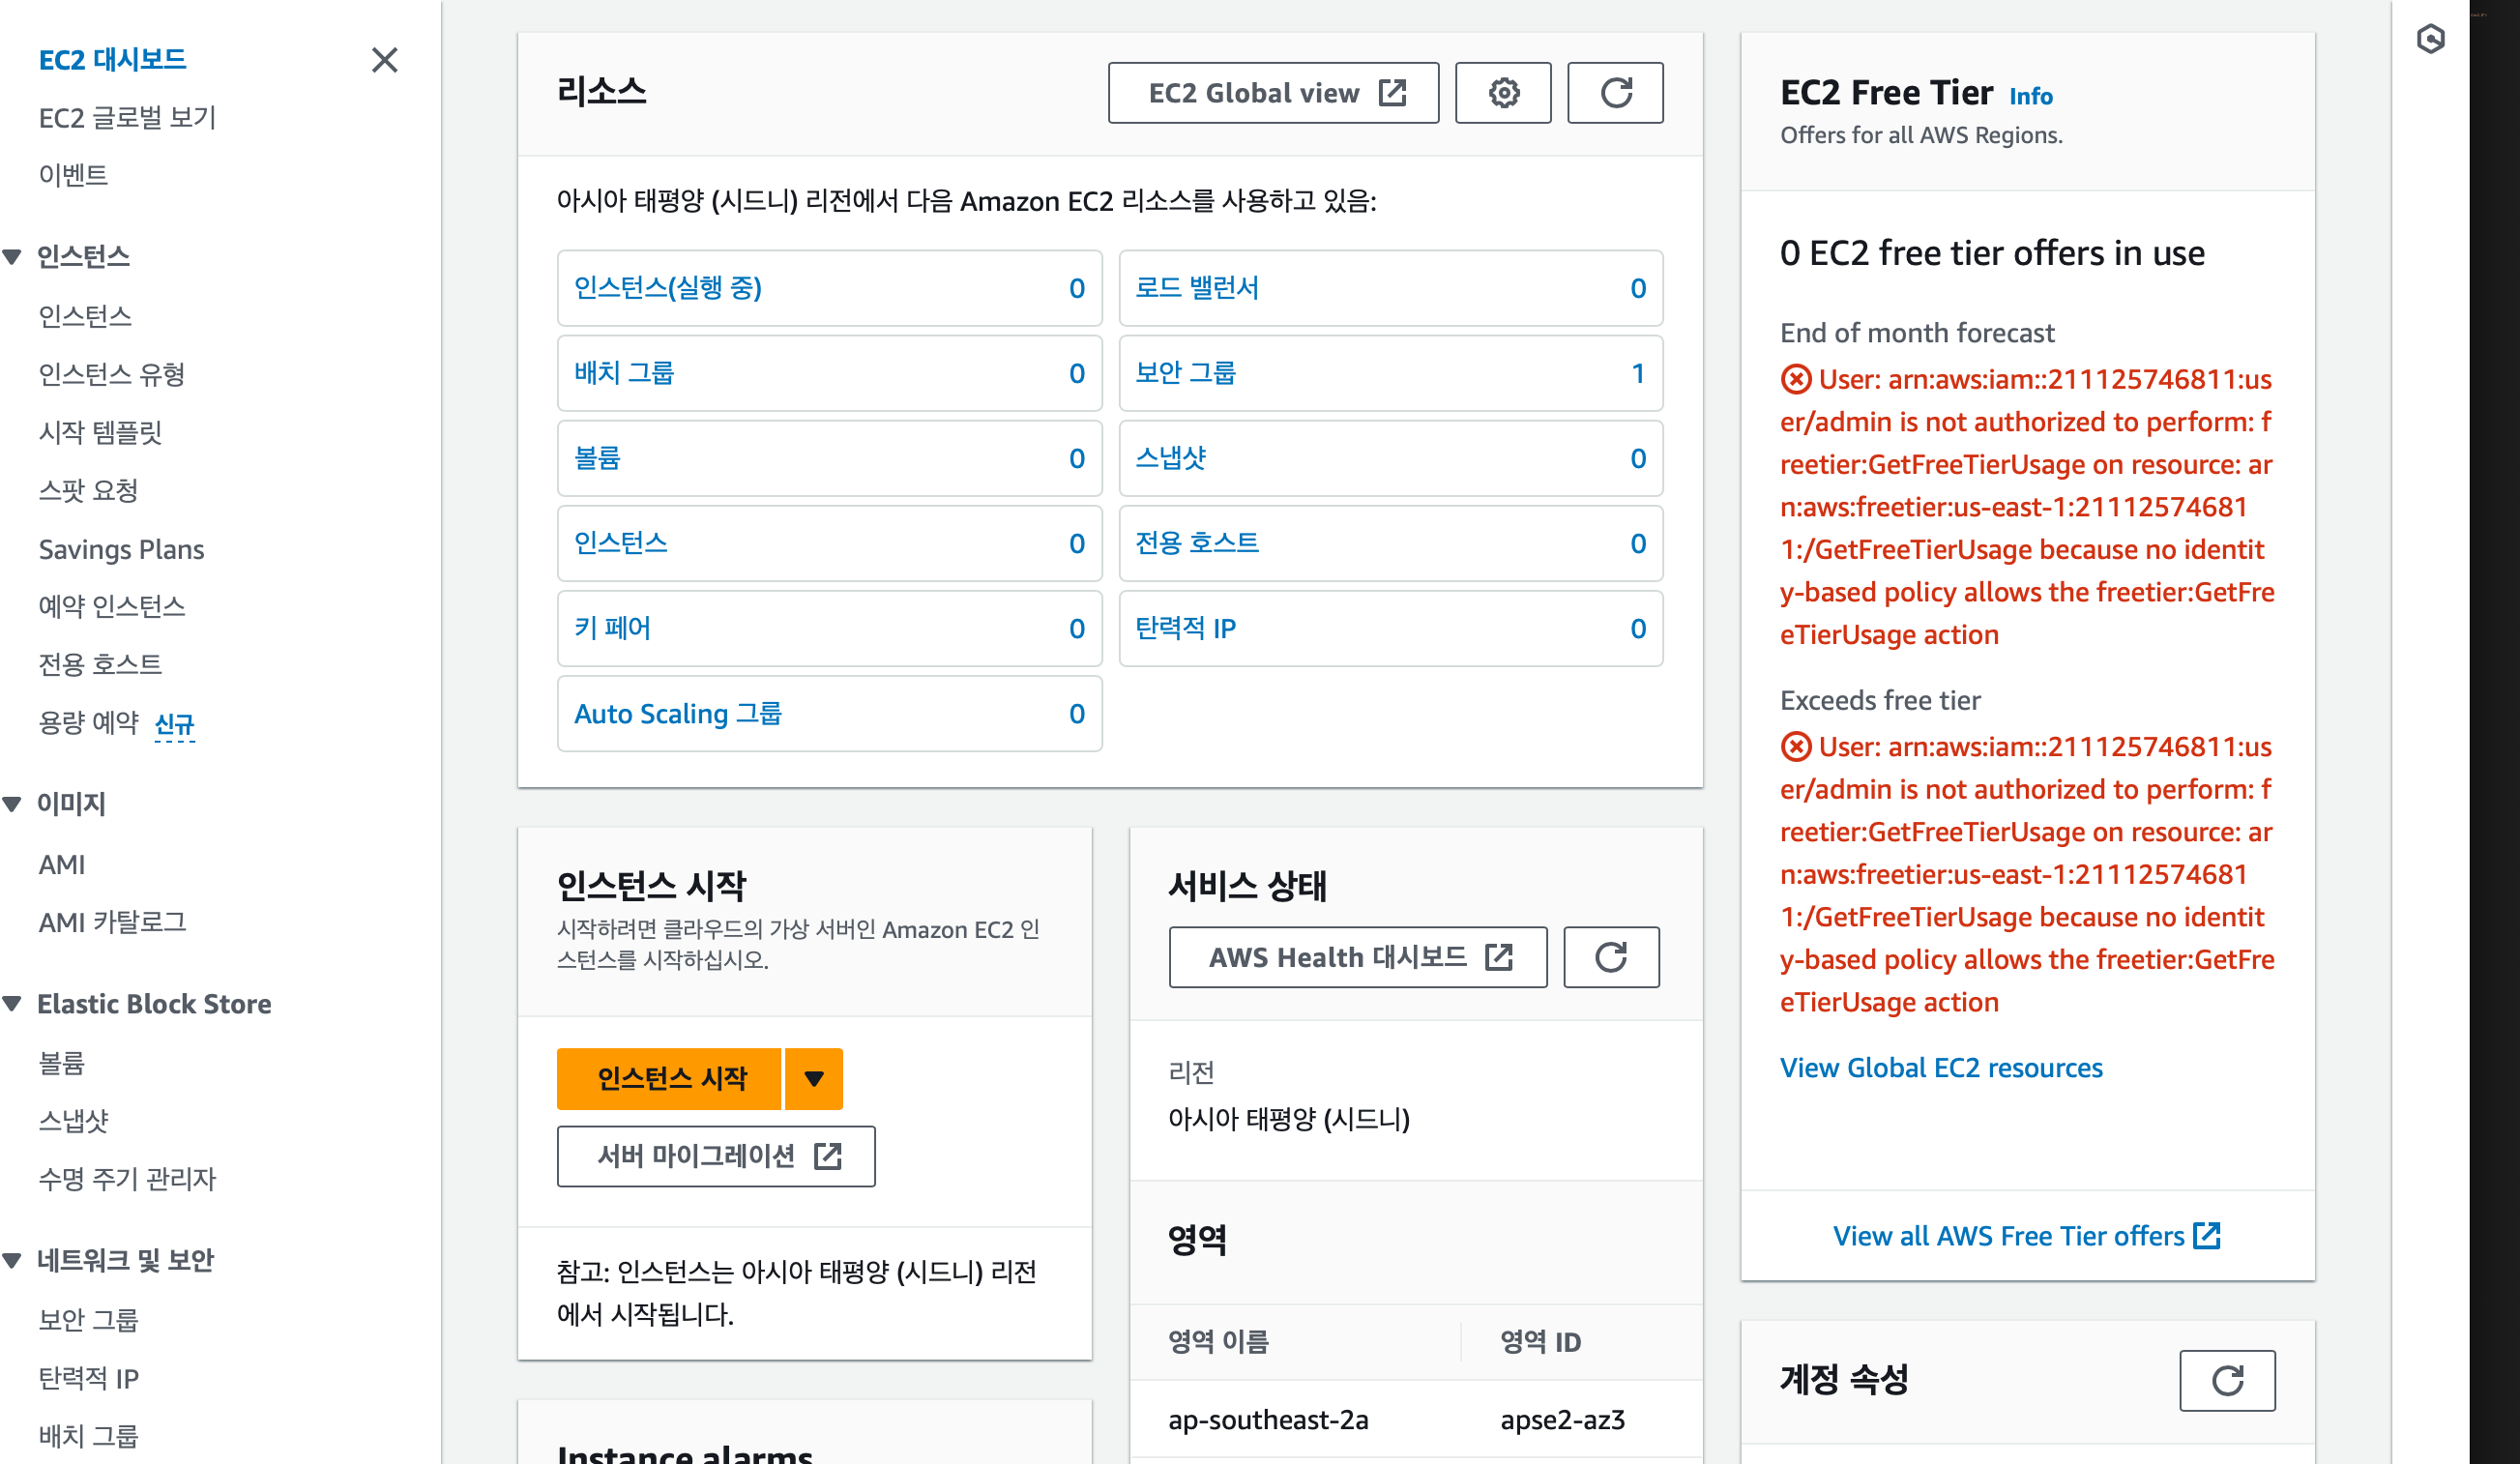 EC2 대시보드
EC2 글로벌 보기
이벤트
인스턴스
인스턴스
인스턴스 유형
시작 템플릿
스팟 요청
Savings Plans
예약 인스턴스
전용 호스트
용량 예약 신규
이미지
AMI
AMI 카탈로그
Elastic Block Store
볼륨
스냅샷
수명 주기 관리자
네트워크 및 보안
보안 그룹
탄력적 IP
배치 그룹
리소스
EC2 Global view
아시아 태평양 (시드니) 리전에서 다음 Amazon EC2 리소스를 사용하고 있음:
인스턴스(실행 중) 0
로드 밸런서 0
배치 그룹 0
보안 그룹 1
볼륨 0
스냅샷 0
인스턴스 0
전용 호스트 0
키 페어 0
탄력적 IP 0
Auto Scaling 그룹 0
인스턴스 시작
시작하려면 클라우드의 가상 서버인 Amazon EC2 인
스턴스를 시작하십시오.
인스턴스 시작
서버 마이그레이션
참고: 인스턴스는 아시아 태평양 (시드니) 리전
에서 시작됩니다.
Instance alarms
서비스 상태
AWS Health 대시보드
리전
아시아 태평양 (시드니)
영역
영역 이름 영역 ID
ap-southeast-2a apse2-az3
EC2 Free Tier Info
Offers for all AWS Regions.
0 EC2 free tier offers in use
End of month forecast
User: arn:aws:iam::211125746811:us
er/admin is not authorized to perform: f
reetier:GetFreeTierUsage on resource: ar
n:aws:freetier:us-east-1:21112574681
1:/GetFreeTierUsage because no identit
y-based policy allows the freetier:GetFre
eTierUsage action
Exceeds free tier
User: arn:aws:iam::211125746811:us
er/admin is not authorized to perform: f
reetier:GetFreeTierUsage on resource: ar
n:aws:freetier:us-east-1:21112574681
1:/GetFreeTierUsage because no identit
y-based policy allows the freetier:GetFre
eTierUsage action
View Global EC2 resources
View all AWS Free Tier offers
계정 속성